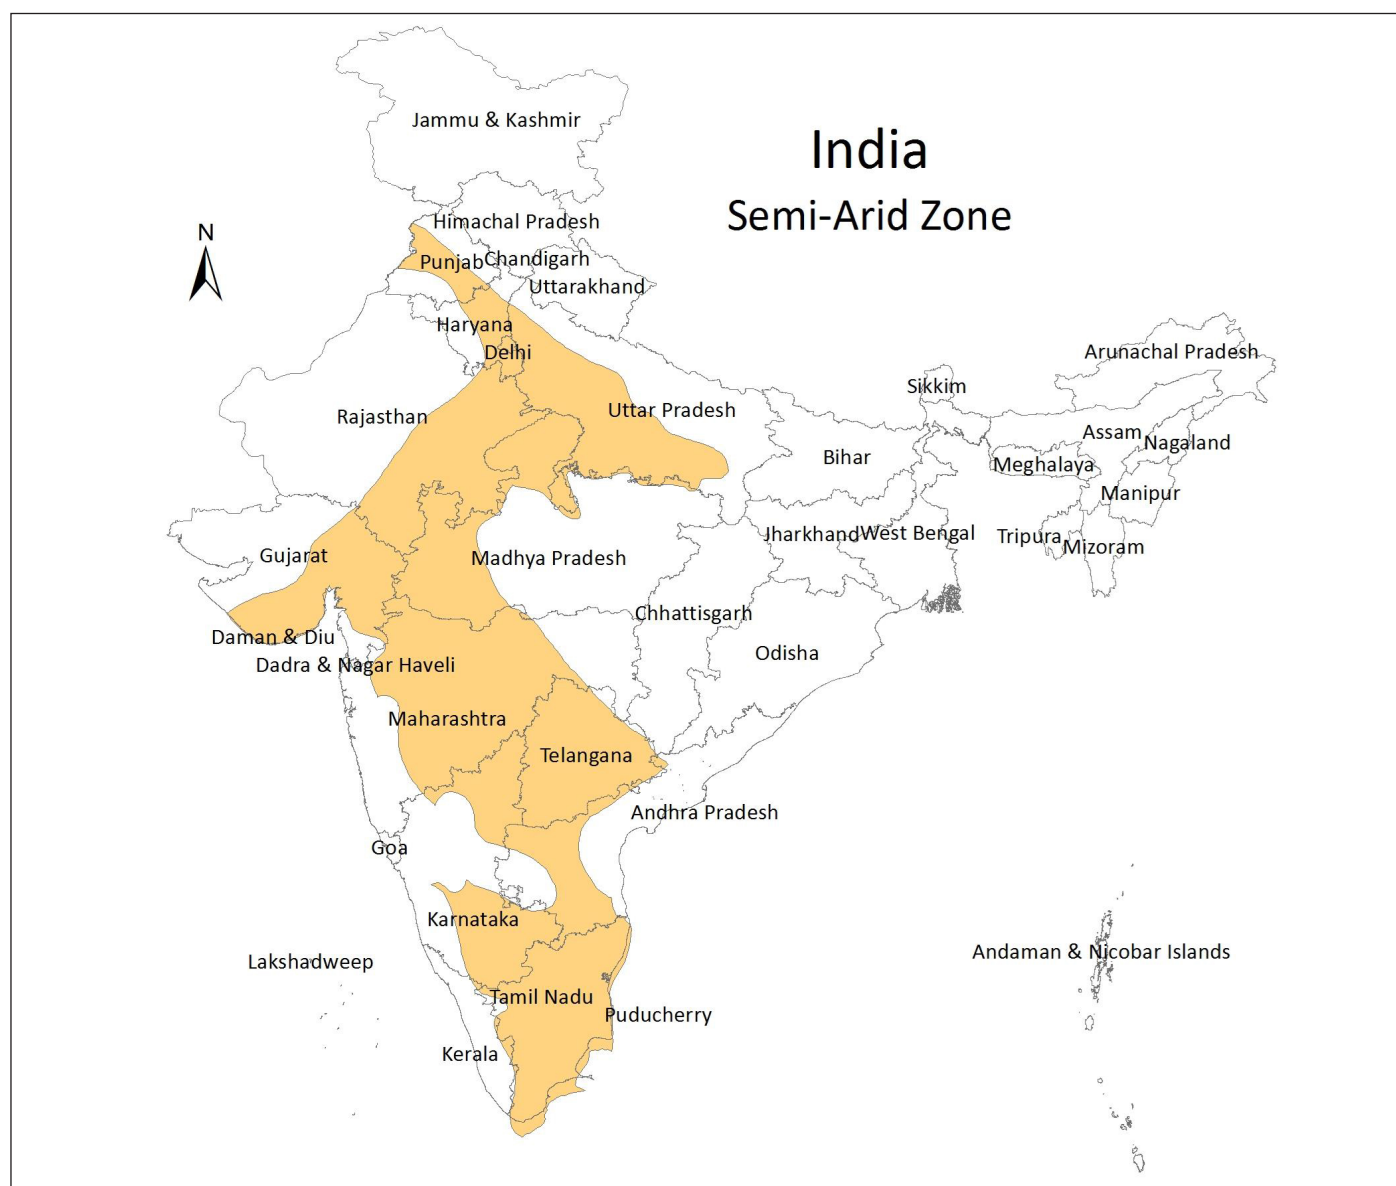 India
Semi-Arid Zone
N
Jammu & Kashmir
Himachal Pradesh
Punjab
Chandigarh
Uttarakhand
Haryana
Delhi
Rajasthan
Uttar Pradesh
Sikkim
Arunachal Pradesh
Assam
Nagaland
Bihar
Meghalaya
Manipur
Jharkhand
West Bengal
Tripura
Mizoram
Gujarat
Madhya Pradesh
Chhattisgarh
Daman & Diu
Odisha
Dadra & Nagar Haveli
Maharashtra
Telangana
Andhra Pradesh
Goa
Karnataka
Lakshadweep
Andaman & Nicobar Islands
Tamil Nadu
Puducherry
Kerala